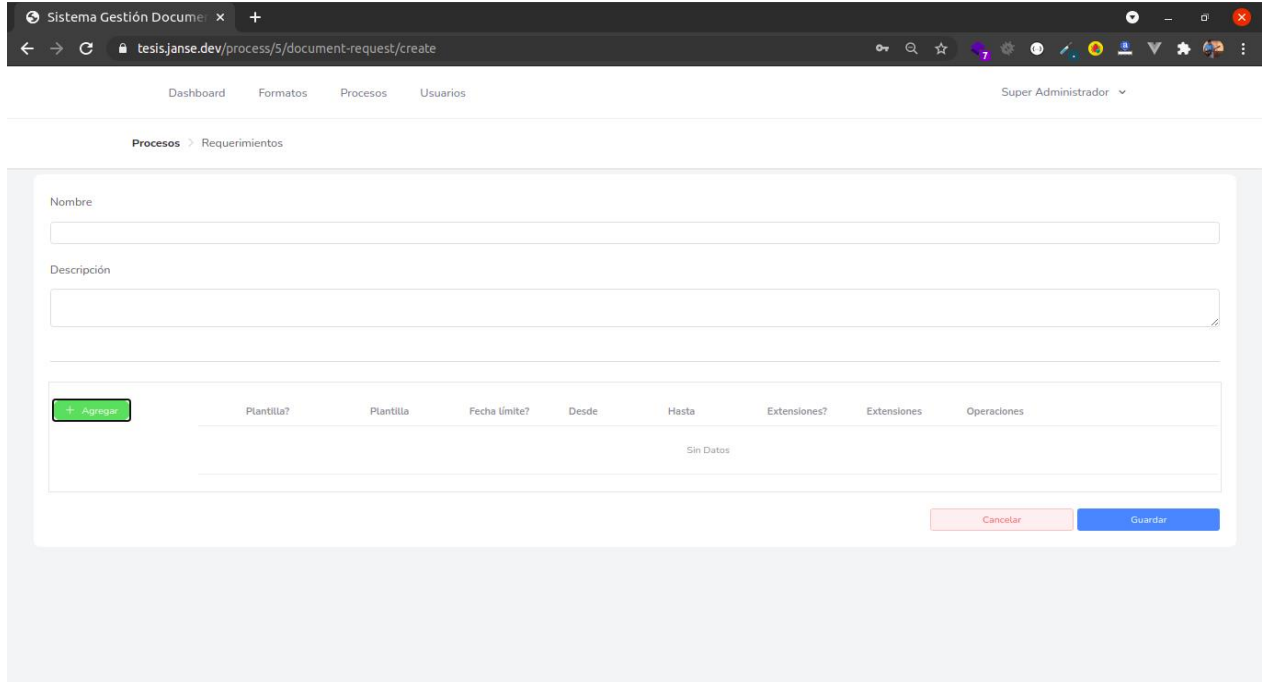 Sistema Gestión Documen
tesis.janse.dev/process/5/document-request/create
7
Dashboard Formatos Procesos Usuarios Super Administrador
Procesos > Requerimientos
Nombre
Descripción
+ Agregar Plantilla? Plantilla Fecha límite? Desde Hasta Extensiones? Extensiones Operaciones
Sin Datos
Cancelar Guardar